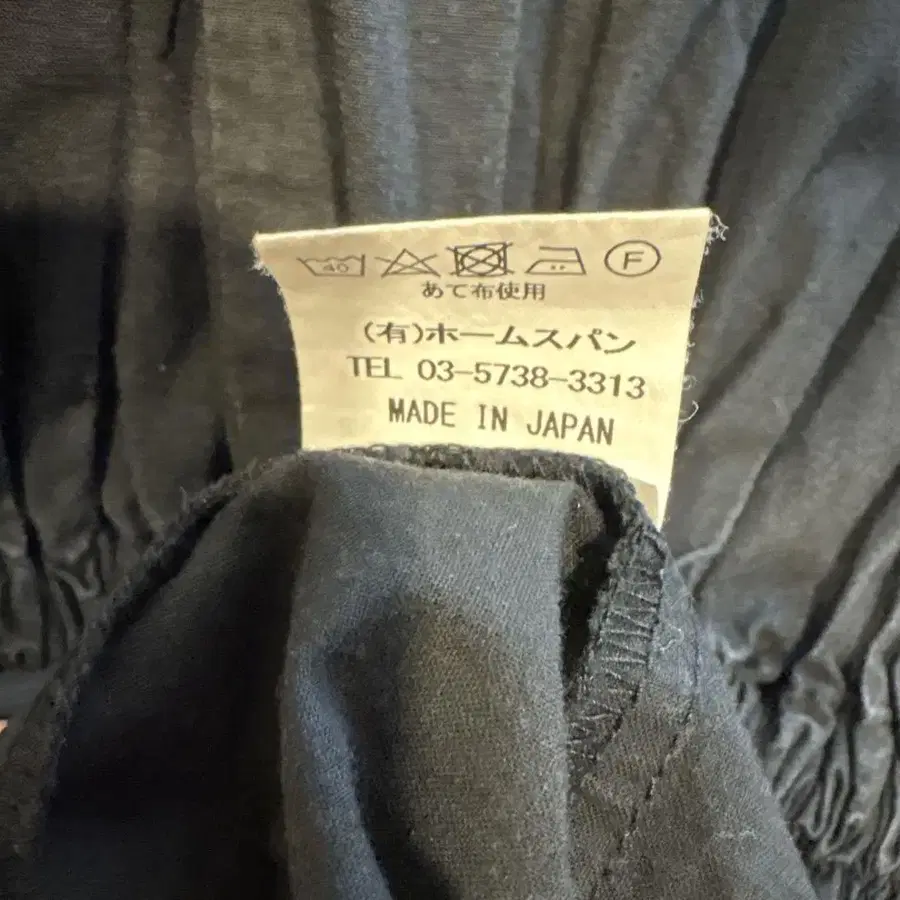 40 F
あて布使用
(有)ホームスパン
TEL 03-5738-3313
MADE IN JAPAN